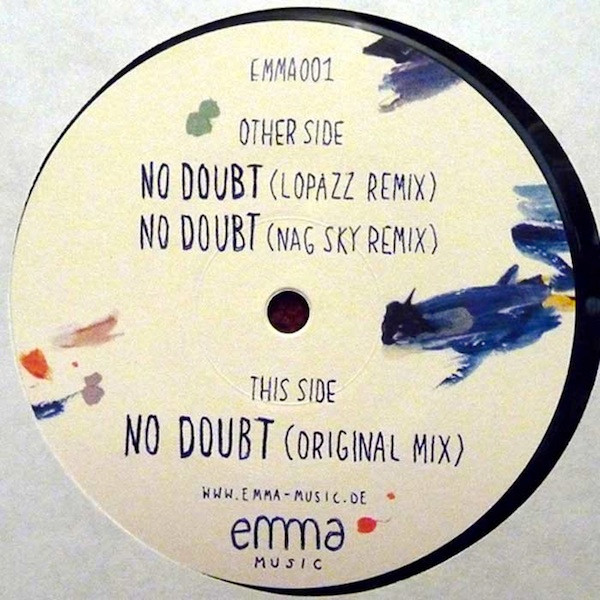 EMMA001
OTHER SIDE
NO DOUBT (LOPAZZ REMIX)
NO DOUBT (NAG SKY REMIX)
THIS SIDE
NO DOUBT (ORIGINAL MIX)
WWW.EMMA-MUSIC.DE
emma
MUSIC